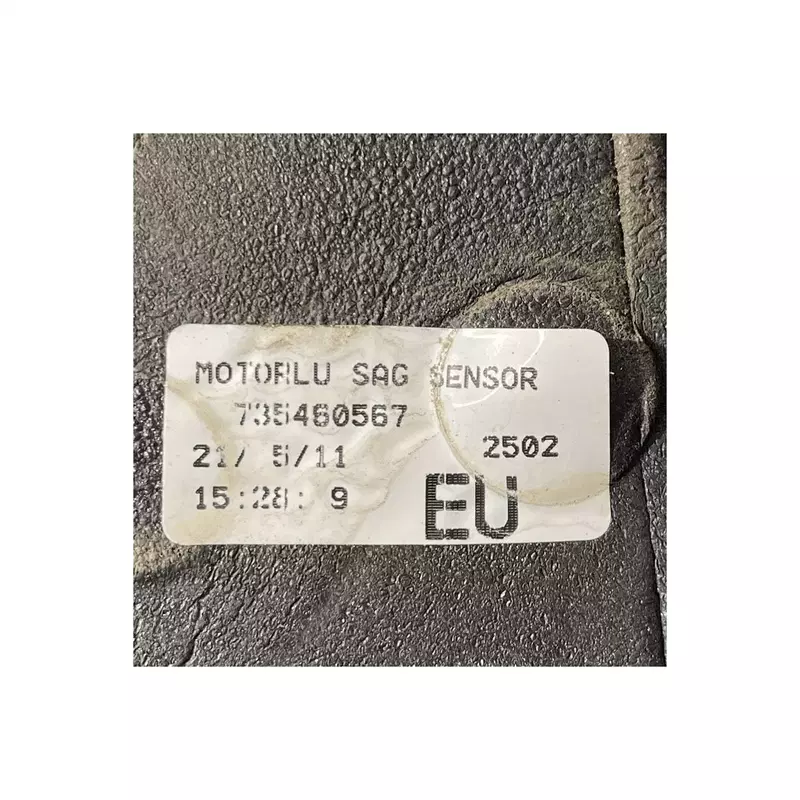 MOTORLU SAG SENSOR
735460567
21/ 5/11
2502
15:28: 9
EU